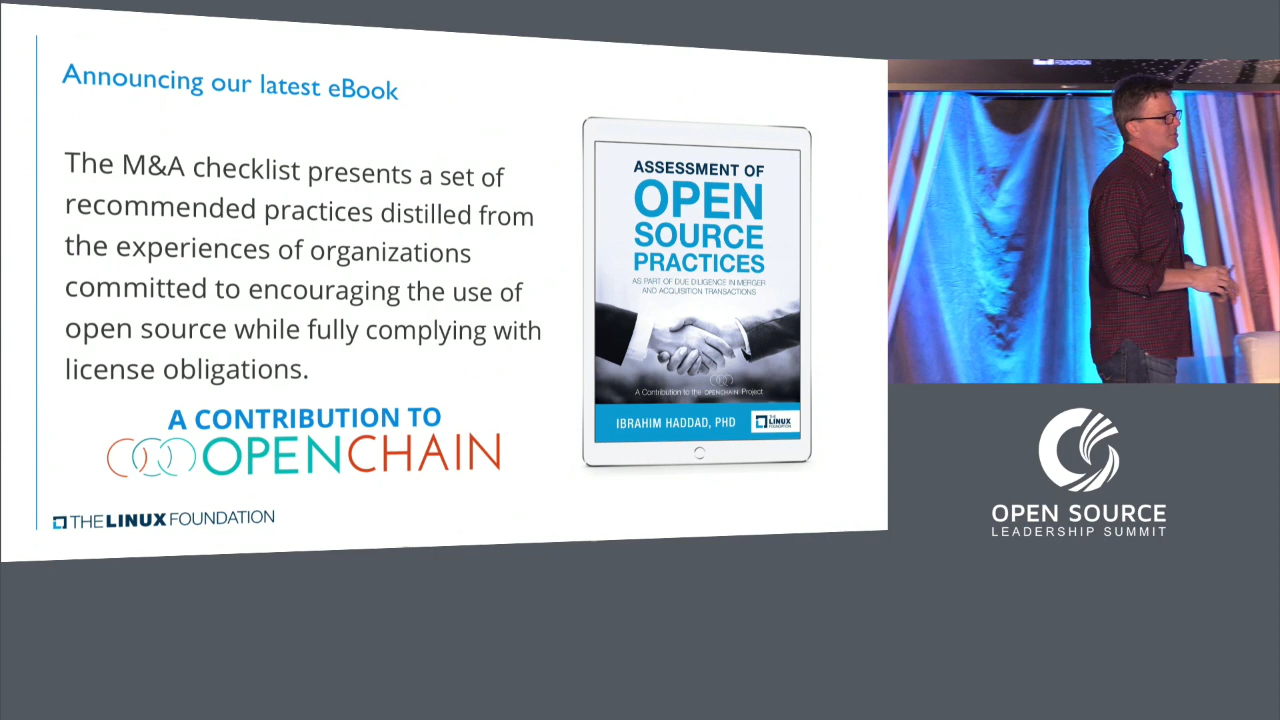 Announcing our latest eBook
The M&A checklist presents a set of
recommended practices distilled from
the experiences of organizations
committed to encouraging the use of
open source while fully complying with
license obligations.
A CONTRIBUTION TO
OPENCHAIN
THE LINUX FOUNDATION
ASSESSMENT OF
OPEN
SOURCE
PRACTICES
AS PART OF DUE DILIGENCE IN MERGER
AND ACQUISITION TRANSACTIONS
A Contribution to the OPENCHAIN Project
IBRAHIM HADDAD, PHD
THE
LINUX
FOUNDATION
FOUNDATION
OPEN SOURCE
LEADERSHIP SUMMIT